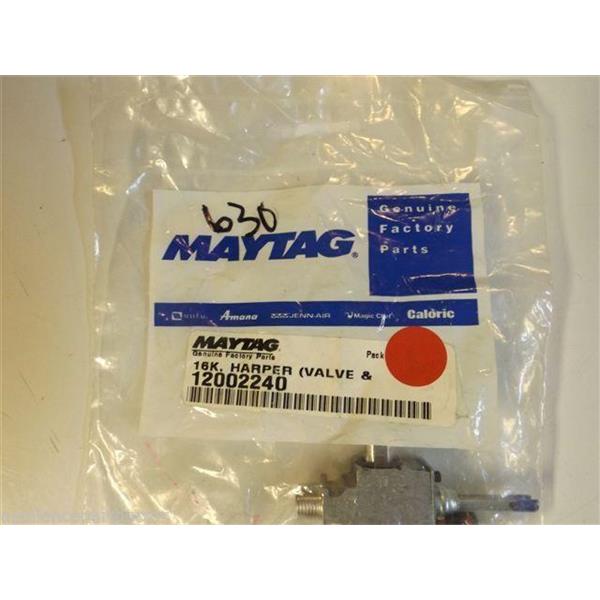 630
MAYTAG®
Genuine
Factory
Parts
Amana JENN-AIR Magic Chef Caloric
MAYTAG Pack
Genuine Factory Parts
16K, HARPER (VALVE &
12002240